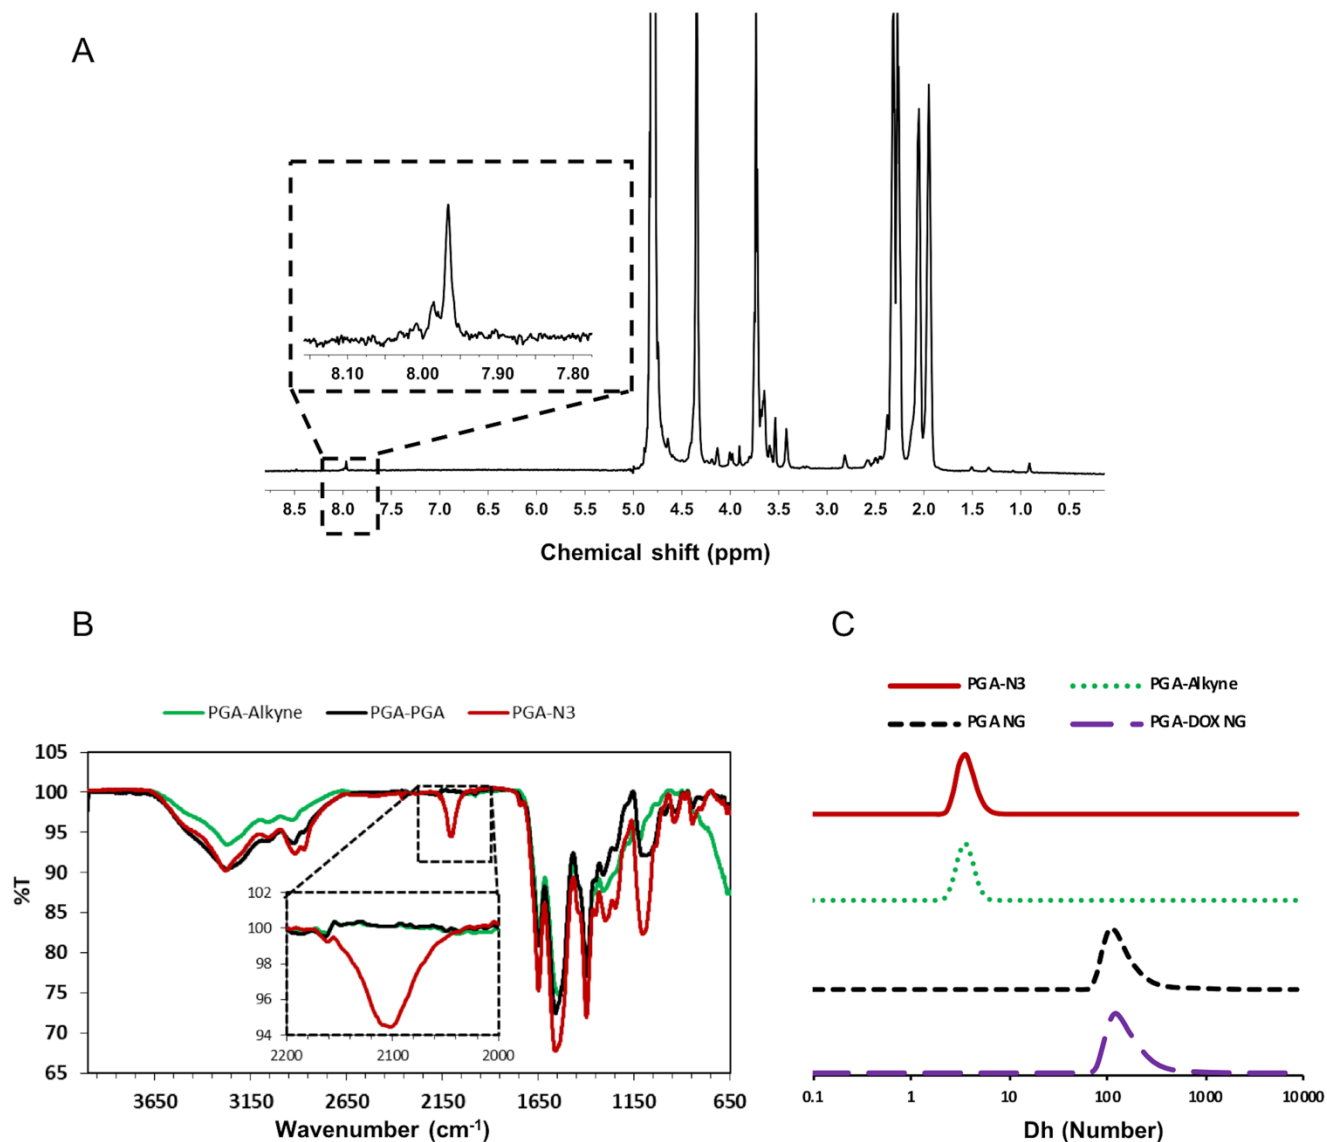 A
8.10 8.00 7.90 7.80
8.5 8.0 7.5 7.0 6.5 6.0 5.5 5.0 4.5 4.0 3.5 3.0 2.5 2.0 1.5 1.0 0.5
Chemical shift (ppm)
B
PGA-Alkyne PGA-PGA PGA-N3
105
100
95
90
85
80
75
70
65
%T
102
100
98
96
94
2200 2100 2000
3650 3150 2650 2150 1650 1150 650
Wavenumber (cm-1)
C
PGA-N3 PGA-Alkyne
PGA NG PGA-DOX NG
0.1 1 10 100 1000 10000
Dh (Number)